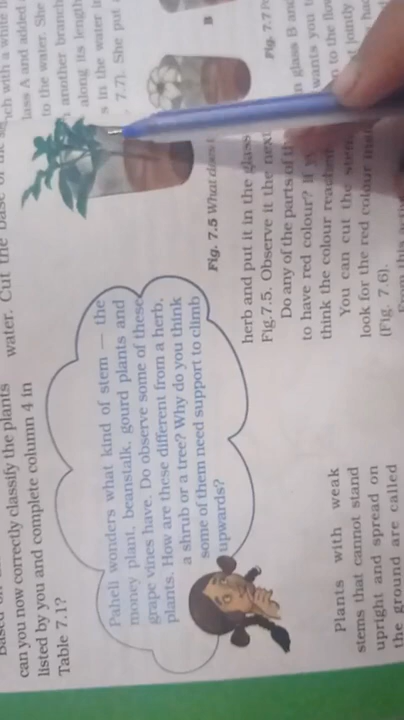 can you now correctly classify the plants
listed by you and complete column 4 in
Table 7.1?
Paheli wonders what kind of stem — the
money plant, beanstalk, gourd plants and
grape vines have. Do observe some of these
plants. How are these different from a herb,
a shrub or a tree? Why do you think
some of them need support to climb
upwards?
Plants with weak
stems that cannot stand
upright and spread on
the ground are called
water. Cut the base of the
lass A and added
to the water. She
another branch
along its length
s in the water in
7.7). She put
B
Fig. 7.5 What does
Fig. 7.7
herb and put it in the glass
Fig.7.5. Observe it the next
Do any of the parts of th
to have red colour? If y
think the colour reached
You can cut the stem
look for the red colour
(Fig. 7.6).
From this
n glass B and
wants you t
n to the flow
jointly